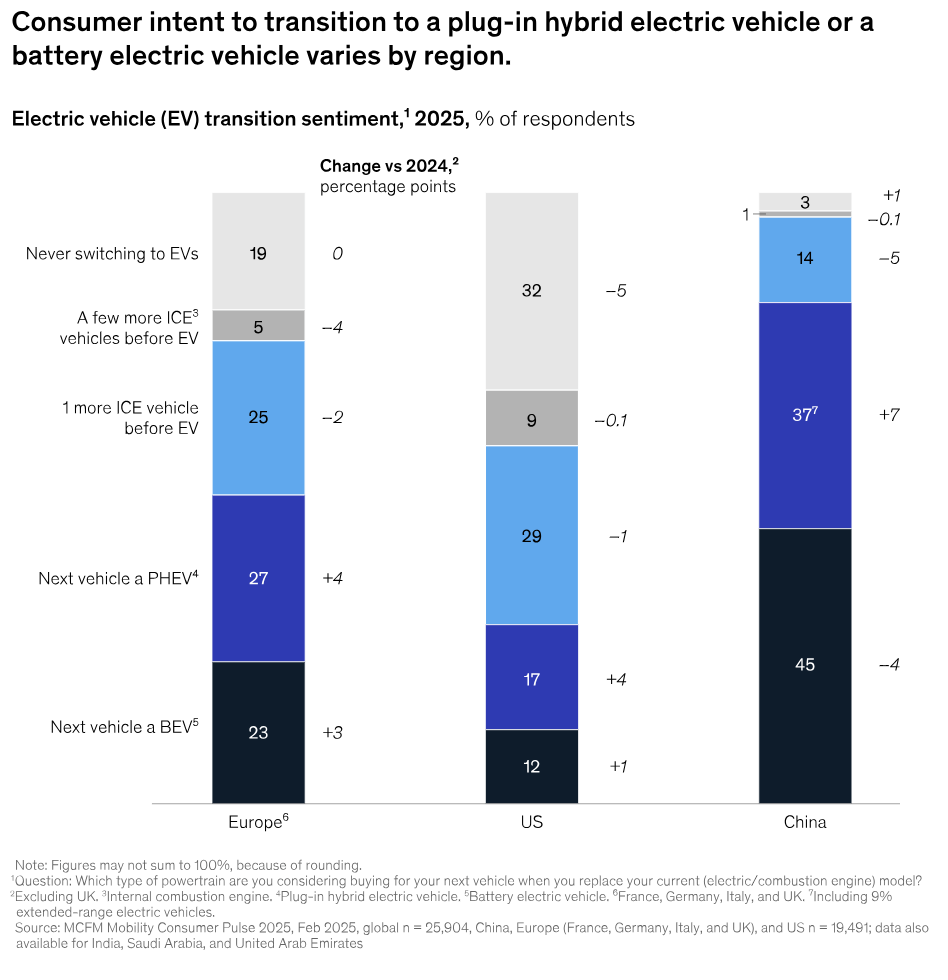 Consumer intent to transition to a plug-in hybrid electric vehicle or a
battery electric vehicle varies by region.
Electric vehicle (EV) transition sentiment,¹ 2025, % of respondents
Change vs 2024,²
percentage points
Never switching to EVs
19
0
32
–5
3
+1
1
–0.1
A few more ICE³
vehicles before EV
5
–4
9
–0.1
1 more ICE vehicle
before EV
25
–2
29
–1
14
–5
Next vehicle a PHEV⁴
27
+4
17
+4
37⁷
+7
Next vehicle a BEV⁵
23
+3
12
+1
45
–4
Europe⁶
US
China
Note: Figures may not sum to 100%, because of rounding.
¹Question: Which type of powertrain are you considering buying for your next vehicle when you replace your current (electric/combustion engine) model?
²Excluding UK. ³Internal combustion engine. ⁴Plug-in hybrid electric vehicle. ⁵Battery electric vehicle. ⁶France, Germany, Italy, and UK. ⁷Including 9%
extended-range electric vehicles.
Source: MCFM Mobility Consumer Pulse 2025, Feb 2025, global n = 25,904, China, Europe (France, Germany, Italy, and UK), and US n = 19,491; data also
available for India, Saudi Arabia, and United Arab Emirates